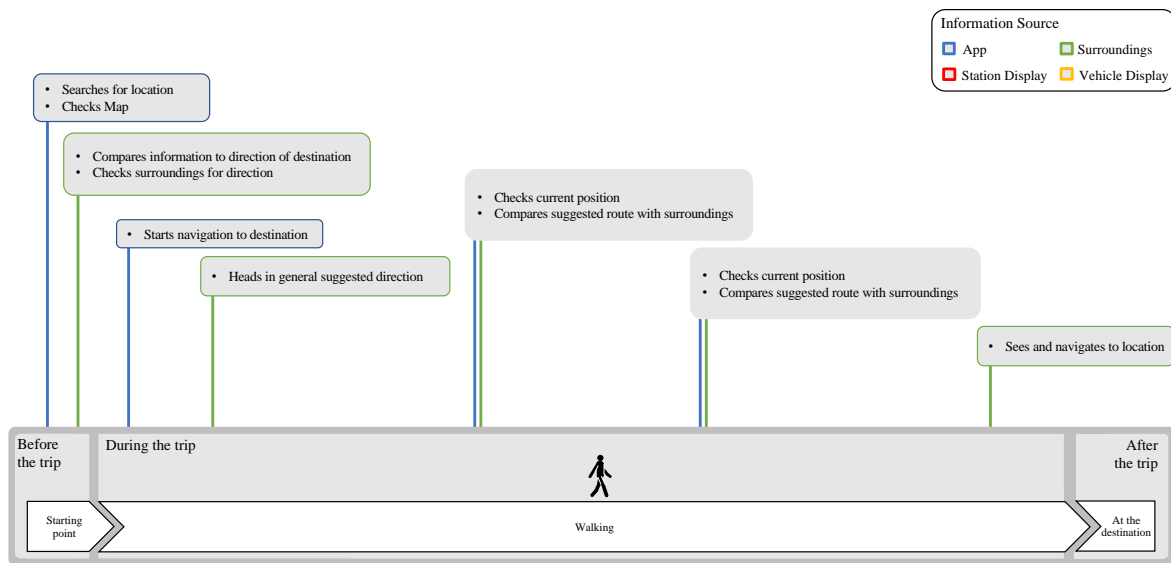 Information Source
App
Surroundings
Station Display
Vehicle Display
• Searches for location
• Checks Map
• Compares information to direction of destination
• Checks surroundings for direction
• Starts navigation to destination
• Heads in general suggested direction
• Checks current position
• Compares suggested route with surroundings
• Checks current position
• Compares suggested route with surroundings
• Sees and navigates to location
Before
the trip
During the trip
After
the trip
Starting
point
Walking
At the
destination